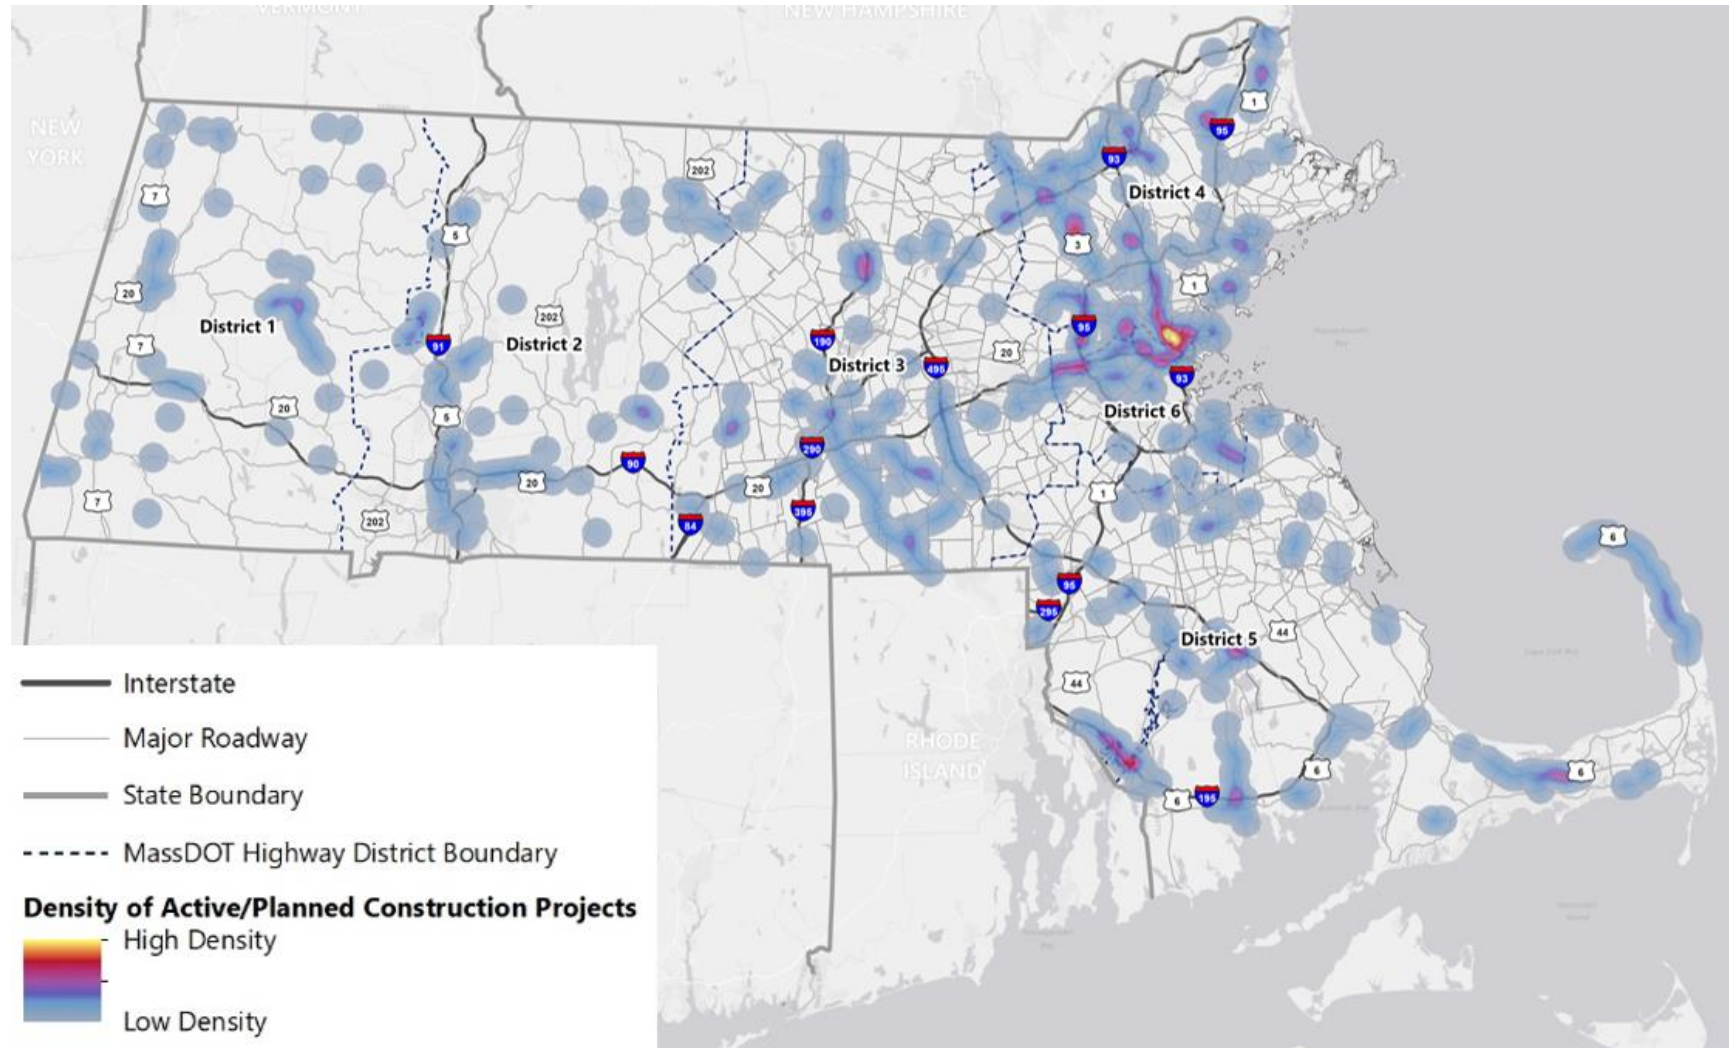 VERMONT
NEW HAMPSHIRE
NEW
YORK
1
95
93
202
7
5
District 4
3
20
1
202
District 1
95
7
91
District 2
190
20
District 3
495
93
20
5
District 6
290
90
20
20
1
7
202
84
395
6
95
295
District 5
44
44
RHODE
ISLAND
6
6
6
195
Interstate
Major Roadway
State Boundary
MassDOT Highway District Boundary
Density of Active/Planned Construction Projects
High Density
Low Density